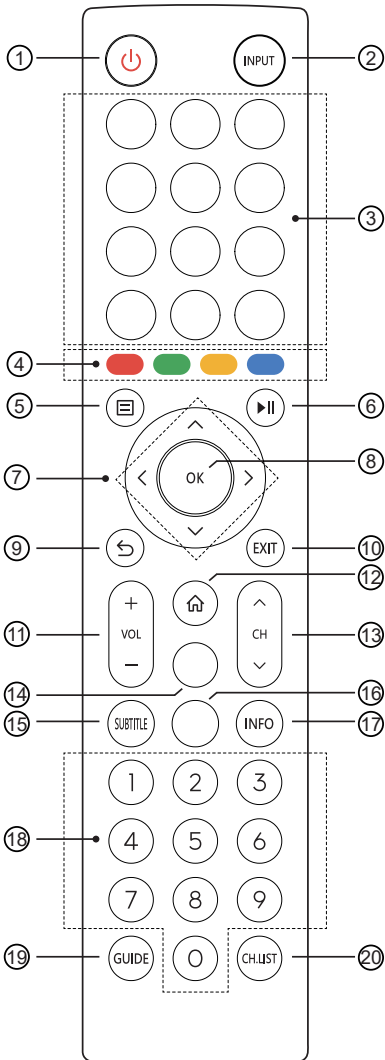 ① INPUT ②
③
④
⑤ ⑥
⑦ OK ⑧
⑨ EXIT ⑩
⑫
+
⑪ VOL CH ⑬
−
⑭ ⑯
⑮ SUBTITLE INFO ⑰
1 2 3
⑱ 4 5 6
7 8 9
⑲ GUIDE 0 CH.LIST ⑳